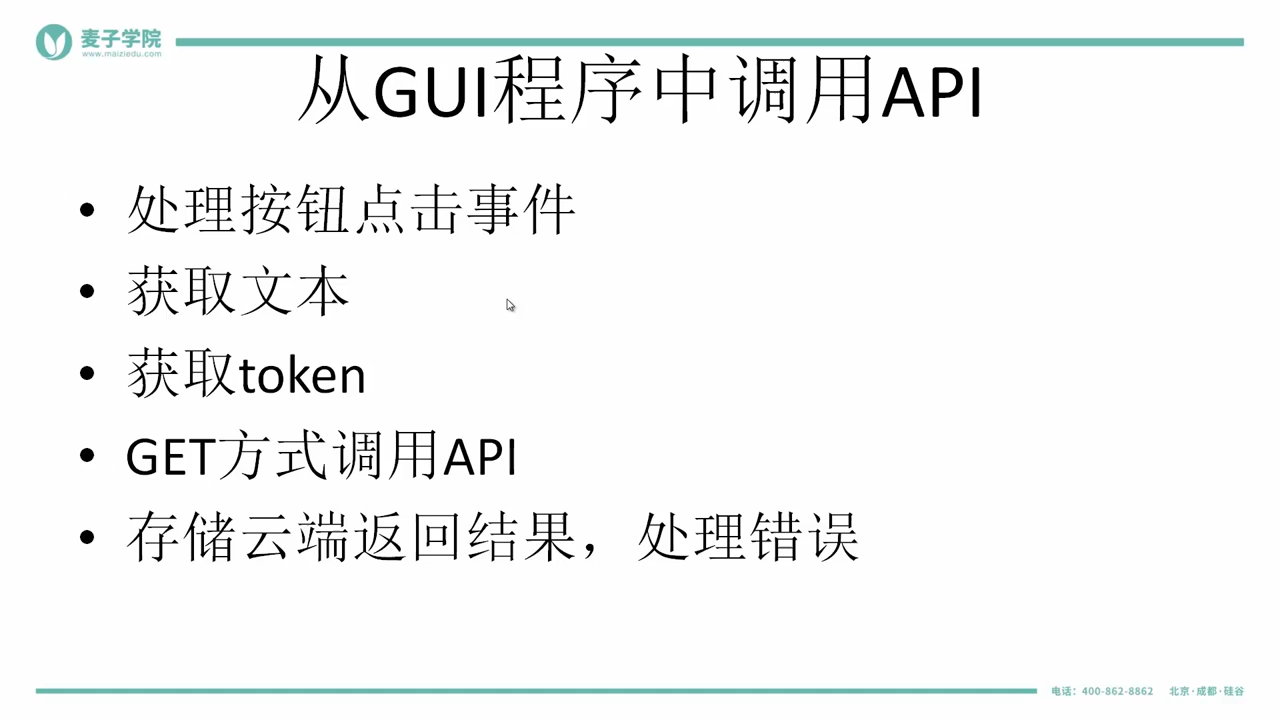 麦子学院
www.maiziedu.com
从GUI程序中调用API
• 处理按钮点击事件
• 获取文本
• 获取token
• GET方式调用API
• 存储云端返回结果，处理错误
电话：400-862-8862 北京·成都·硅谷